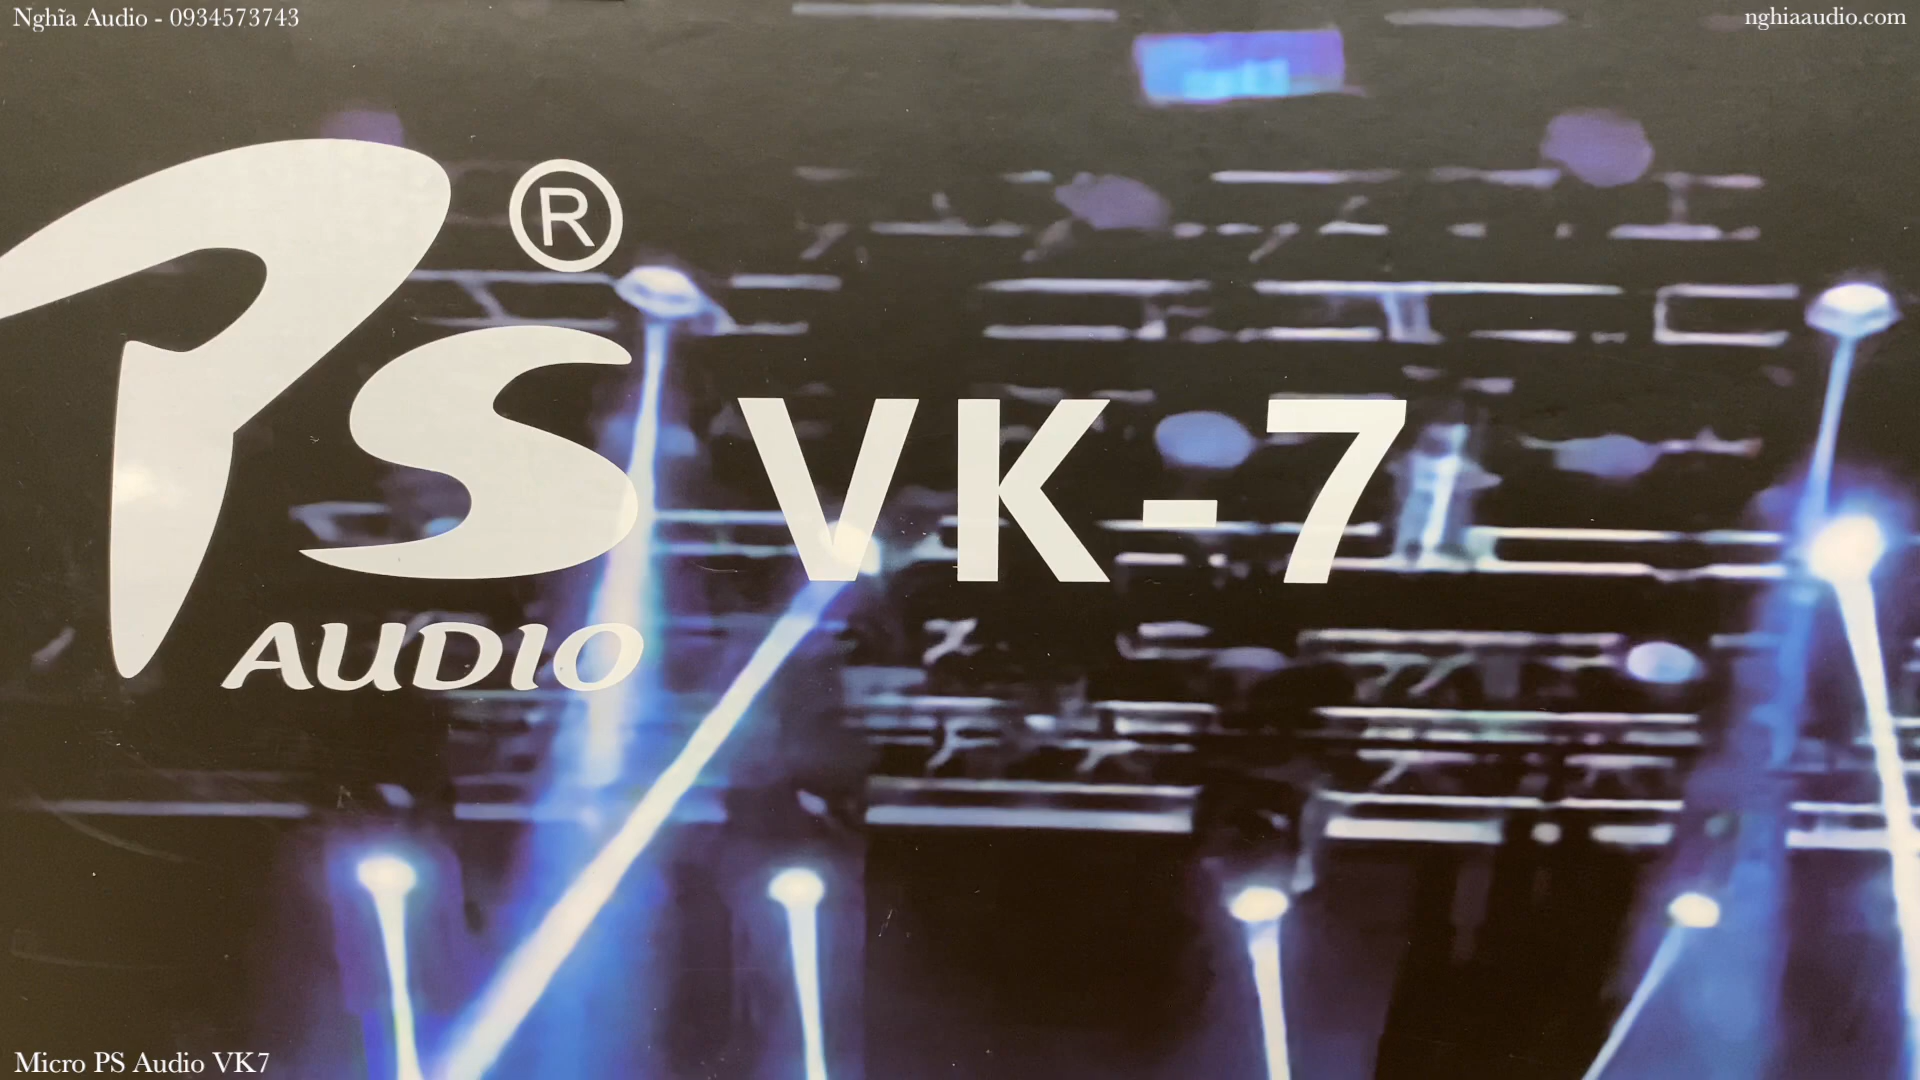 Nghĩa Audio - 0934573743
nghiaaudio.com
PS ®
VK-7
AUDIO
Micro PS Audio VK7